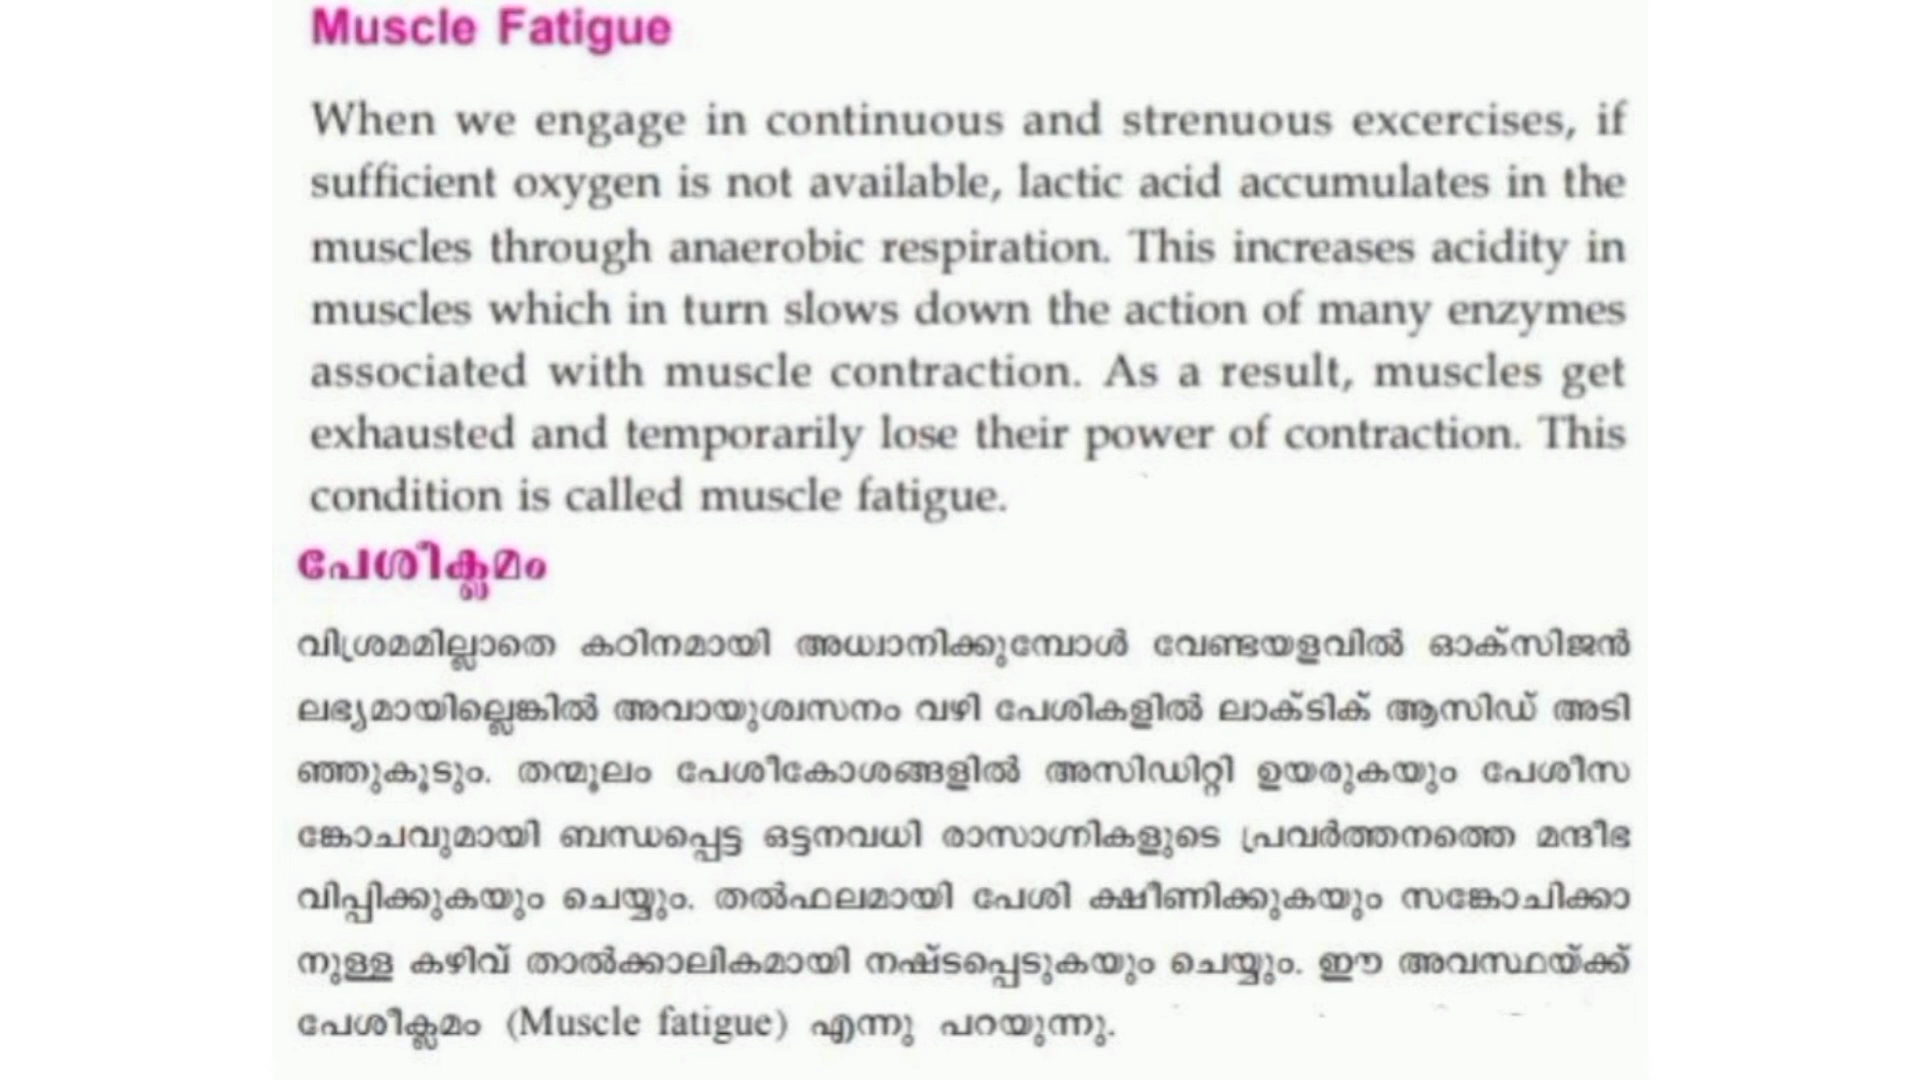 Muscle Fatigue
When we engage in continuous and strenuous excercises, if
sufficient oxygen is not available, lactic acid accumulates in the
muscles through anaerobic respiration. This increases acidity in
muscles which in turn slows down the action of many enzymes
associated with muscle contraction. As a result, muscles get
exhausted and temporarily lose their power of contraction. This
condition is called muscle fatigue.
പേശീക്ലമം
വിശ്രമമില്ലാതെ കഠിനമായി അധ്വാനിക്കുമ്പോൾ വേണ്ടയളവിൽ ഓക്സിജൻ
ലഭ്യമായില്ലെങ്കിൽ അവായുശ്വസനം വഴി പേശികളിൽ ലാക്ടിക് ആസിഡ് അടി
ഞ്ഞുകൂടും. തന്മൂലം പേശീകോശങ്ങളിൽ അസിഡിറ്റി ഉയരുകയും പേശീസ
ങ്കോചവുമായി ബന്ധപ്പെട്ട ഒട്ടനവധി രാസാഗ്നികളുടെ പ്രവർത്തനത്തെ മന്ദീഭ
വിപ്പിക്കുകയും ചെയ്യും. തൽഫലമായി പേശി ക്ഷീണിക്കുകയും സങ്കോചിക്കാ
നുള്ള കഴിവ് താൽക്കാലികമായി നഷ്ടപ്പെടുകയും ചെയ്യും. ഈ അവസ്ഥയ്ക്ക്
പേശീക്ലമം (Muscle fatigue) എന്നു പറയുന്നു.